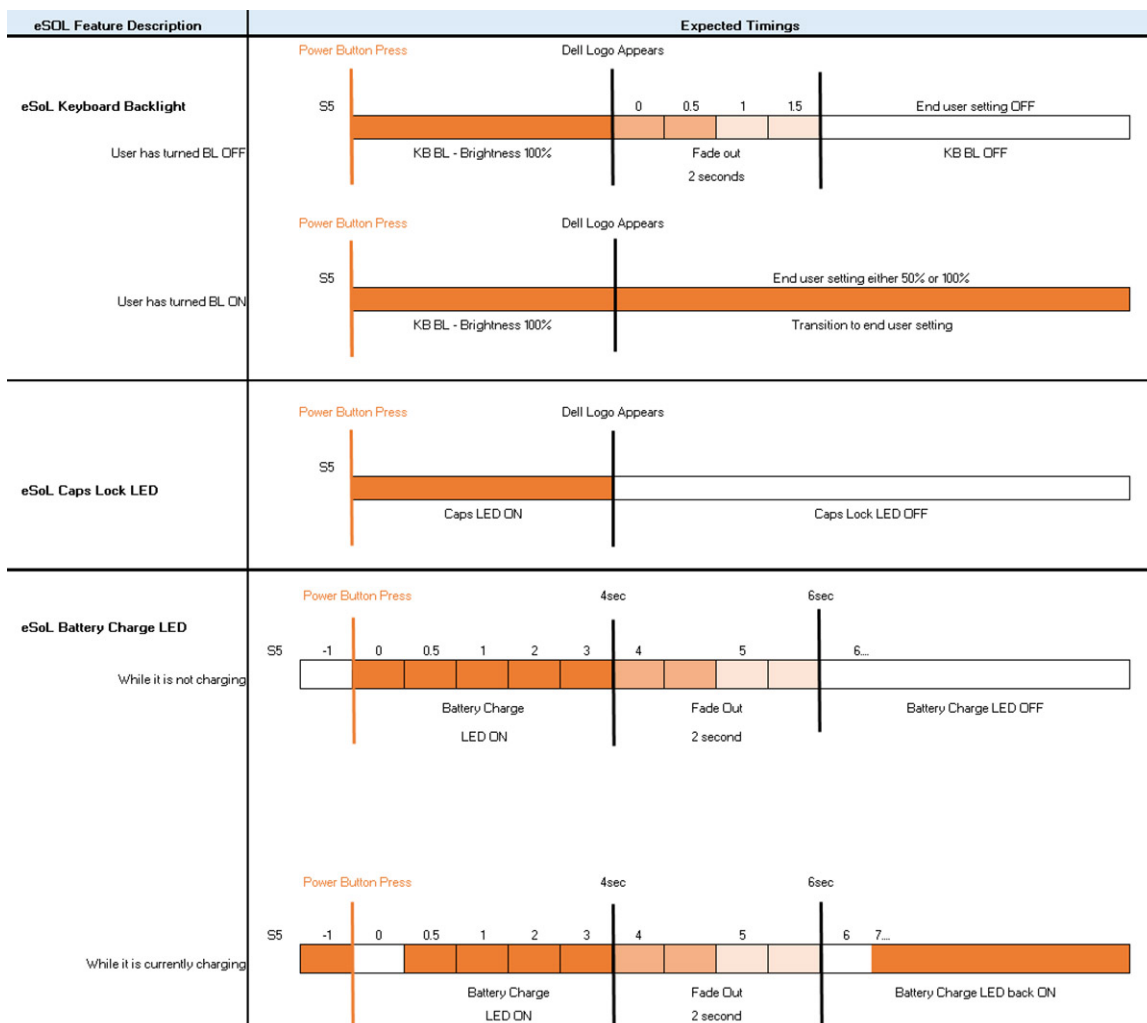 eSOL Feature Description
Expected Timings
Power Button Press
Dell Logo Appears
eSoL Keyboard Backlight
S5
0 0.5 1 1.5
End user setting OFF
User has turned BL OFF
KB BL - Brightness 100%
Fade out
KB BL OFF
2 seconds
Power Button Press
Dell Logo Appears
S5
End user setting either 50% or 100%
User has turned BL ON
KB BL - Brightness 100%
Transition to end user setting
Power Button Press
Dell Logo Appears
S5
eSoL Caps Lock LED
Caps LED ON
Caps Lock LED OFF
Power Button Press
4sec
6sec
eSoL Battery Charge LED
S5 -1 0 0.5 1 2 3 4 5 6...
While it is not charging
Battery Charge
Fade Out
Battery Charge LED OFF
LED ON
2 second
Power Button Press
4sec
6sec
S5 -1 0 0.5 1 2 3 4 5 6 7...
While it is currently charging
Battery Charge
Fade Out
Battery Charge LED back ON
LED ON
2 second